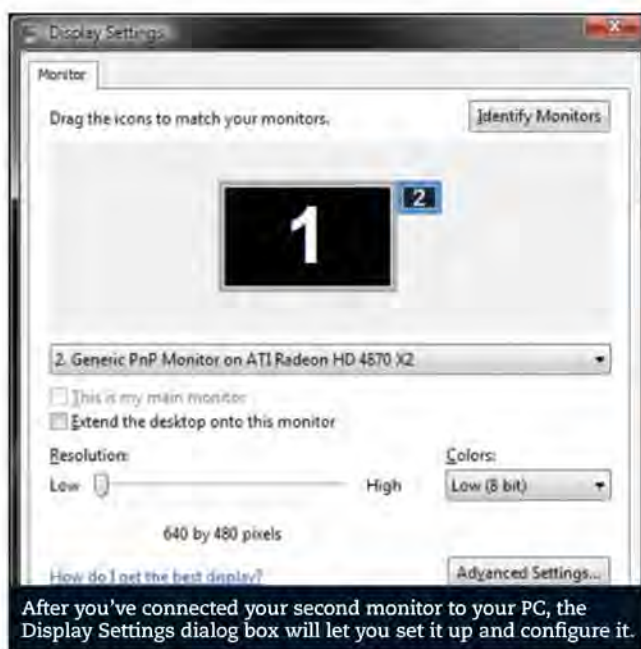 Display Settings
Monitor
Drag the icons to match your monitors.
Identify Monitors
1
2
2. Generic PnP Monitor on ATI Radeon HD 4870 X2
This is my main monitor
Extend the desktop onto this monitor
Resolution:
Colors:
Low
High
Low (8 bit)
640 by 480 pixels
How do I get the best display?
Advanced Settings...
After you've connected your second monitor to your PC, the
Display Settings dialog box will let you set it up and configure it.